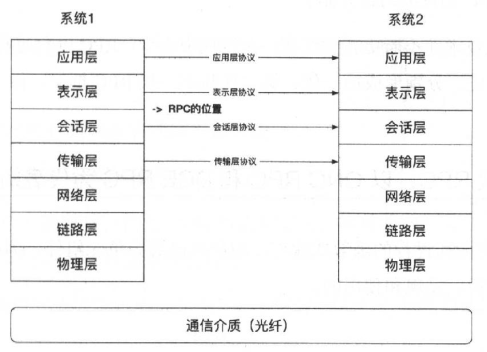 系统1
系统2
应用层
应用层协议
应用层
表示层
表示层协议
表示层
-> RPC的位置
会话层
会话层协议
会话层
传输层
传输层协议
传输层
网络层
网络层
链路层
链路层
物理层
物理层
通信介质（光纤）